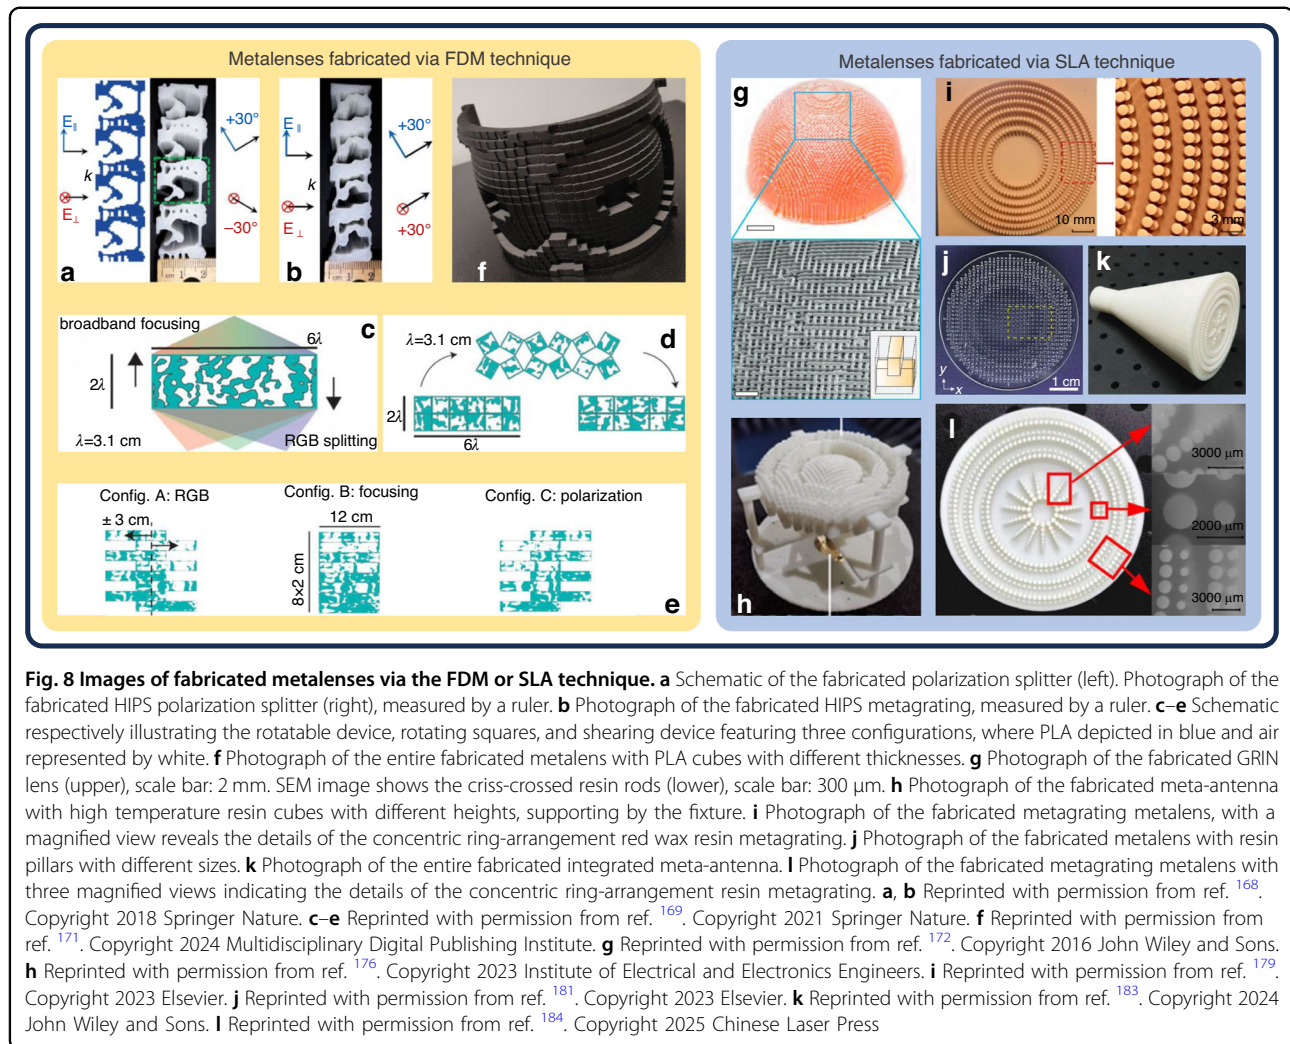 Metalenses fabricated via FDM technique
a
E∥
k
E⊥
+30°
−30°
cm 1 2
b
E∥
k
E⊥
+30°
+30°
cm 1 2
f
c
broadband focusing
6λ
2λ
λ=3.1 cm
RGB splitting
d
λ=3.1 cm
2λ
6λ
Config. A: RGB
± 3 cm
Config. B: focusing
12 cm
8×2 cm
Config. C: polarization
e
Metalenses fabricated via SLA technique
g
h
i
10 mm
3 mm
j
y
x
1 cm
k
l
3000 µm
2000 µm
3000 µm
Fig. 8 Images of fabricated metalenses via the FDM or SLA technique. a Schematic of the fabricated polarization splitter (left). Photograph of the
fabricated HIPS polarization splitter (right), measured by a ruler. b Photograph of the fabricated HIPS metagrating, measured by a ruler. c–e Schematic
respectively illustrating the rotatable device, rotating squares, and shearing device featuring three configurations, where PLA depicted in blue and air
represented by white. f Photograph of the entire fabricated metalens with PLA cubes with different thicknesses. g Photograph of the fabricated GRIN
lens (upper), scale bar: 2 mm. SEM image shows the criss-crossed resin rods (lower), scale bar: 300 µm. h Photograph of the fabricated meta-antenna
with high temperature resin cubes with different heights, supporting by the fixture. i Photograph of the fabricated metagrating metalens, with a
magnified view reveals the details of the concentric ring-arrangement red wax resin metagrating. j Photograph of the fabricated metalens with resin
pillars with different sizes. k Photograph of the entire fabricated integrated meta-antenna. l Photograph of the fabricated metagrating metalens with
three magnified views indicating the details of the concentric ring-arrangement resin metagrating. a, b Reprinted with permission from ref. 168.
Copyright 2018 Springer Nature. c–e Reprinted with permission from ref. 169. Copyright 2021 Springer Nature. f Reprinted with permission from
ref. 171. Copyright 2024 Multidisciplinary Digital Publishing Institute. g Reprinted with permission from ref. 172. Copyright 2016 John Wiley and Sons.
h Reprinted with permission from ref. 176. Copyright 2023 Institute of Electrical and Electronics Engineers. i Reprinted with permission from ref. 179.
Copyright 2023 Elsevier. j Reprinted with permission from ref. 181. Copyright 2023 Elsevier. k Reprinted with permission from ref. 183. Copyright 2024
John Wiley and Sons. l Reprinted with permission from ref. 184. Copyright 2025 Chinese Laser Press